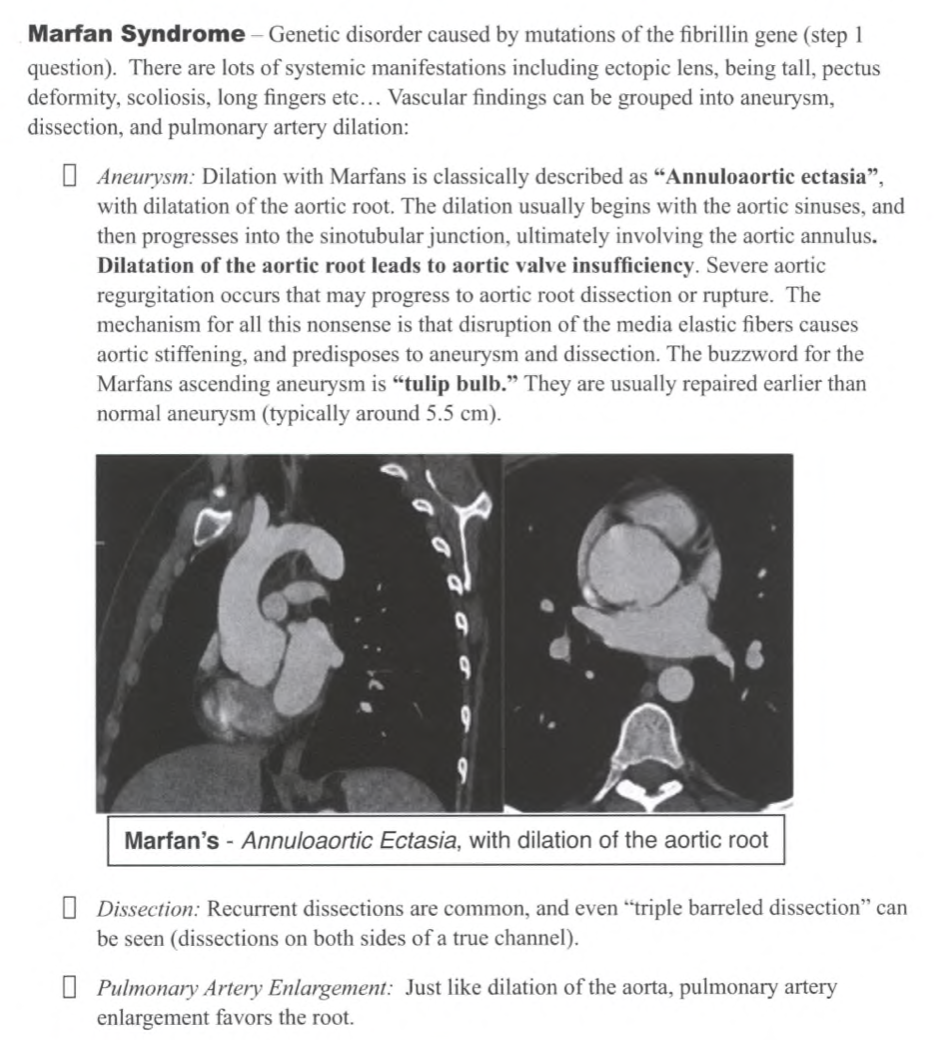 Marfan Syndrome – Genetic disorder caused by mutations of the fibrillin gene (step 1
question). There are lots of systemic manifestations including ectopic lens, being tall, pectus
deformity, scoliosis, long fingers etc… Vascular findings can be grouped into aneurysm,
dissection, and pulmonary artery dilation:
Aneurysm: Dilation with Marfans is classically described as “Annuloaortic ectasia”,
with dilatation of the aortic root. The dilation usually begins with the aortic sinuses, and
then progresses into the sinotubular junction, ultimately involving the aortic annulus.
Dilatation of the aortic root leads to aortic valve insufficiency. Severe aortic
regurgitation occurs that may progress to aortic root dissection or rupture. The
mechanism for all this nonsense is that disruption of the media elastic fibers causes
aortic stiffening, and predisposes to aneurysm and dissection. The buzzword for the
Marfans ascending aneurysm is “tulip bulb.” They are usually repaired earlier than
normal aneurysm (typically around 5.5 cm).
Marfan's - Annuloaortic Ectasia, with dilation of the aortic root
Dissection: Recurrent dissections are common, and even “triple barreled dissection” can
be seen (dissections on both sides of a true channel).
Pulmonary Artery Enlargement: Just like dilation of the aorta, pulmonary artery
enlargement favors the root.